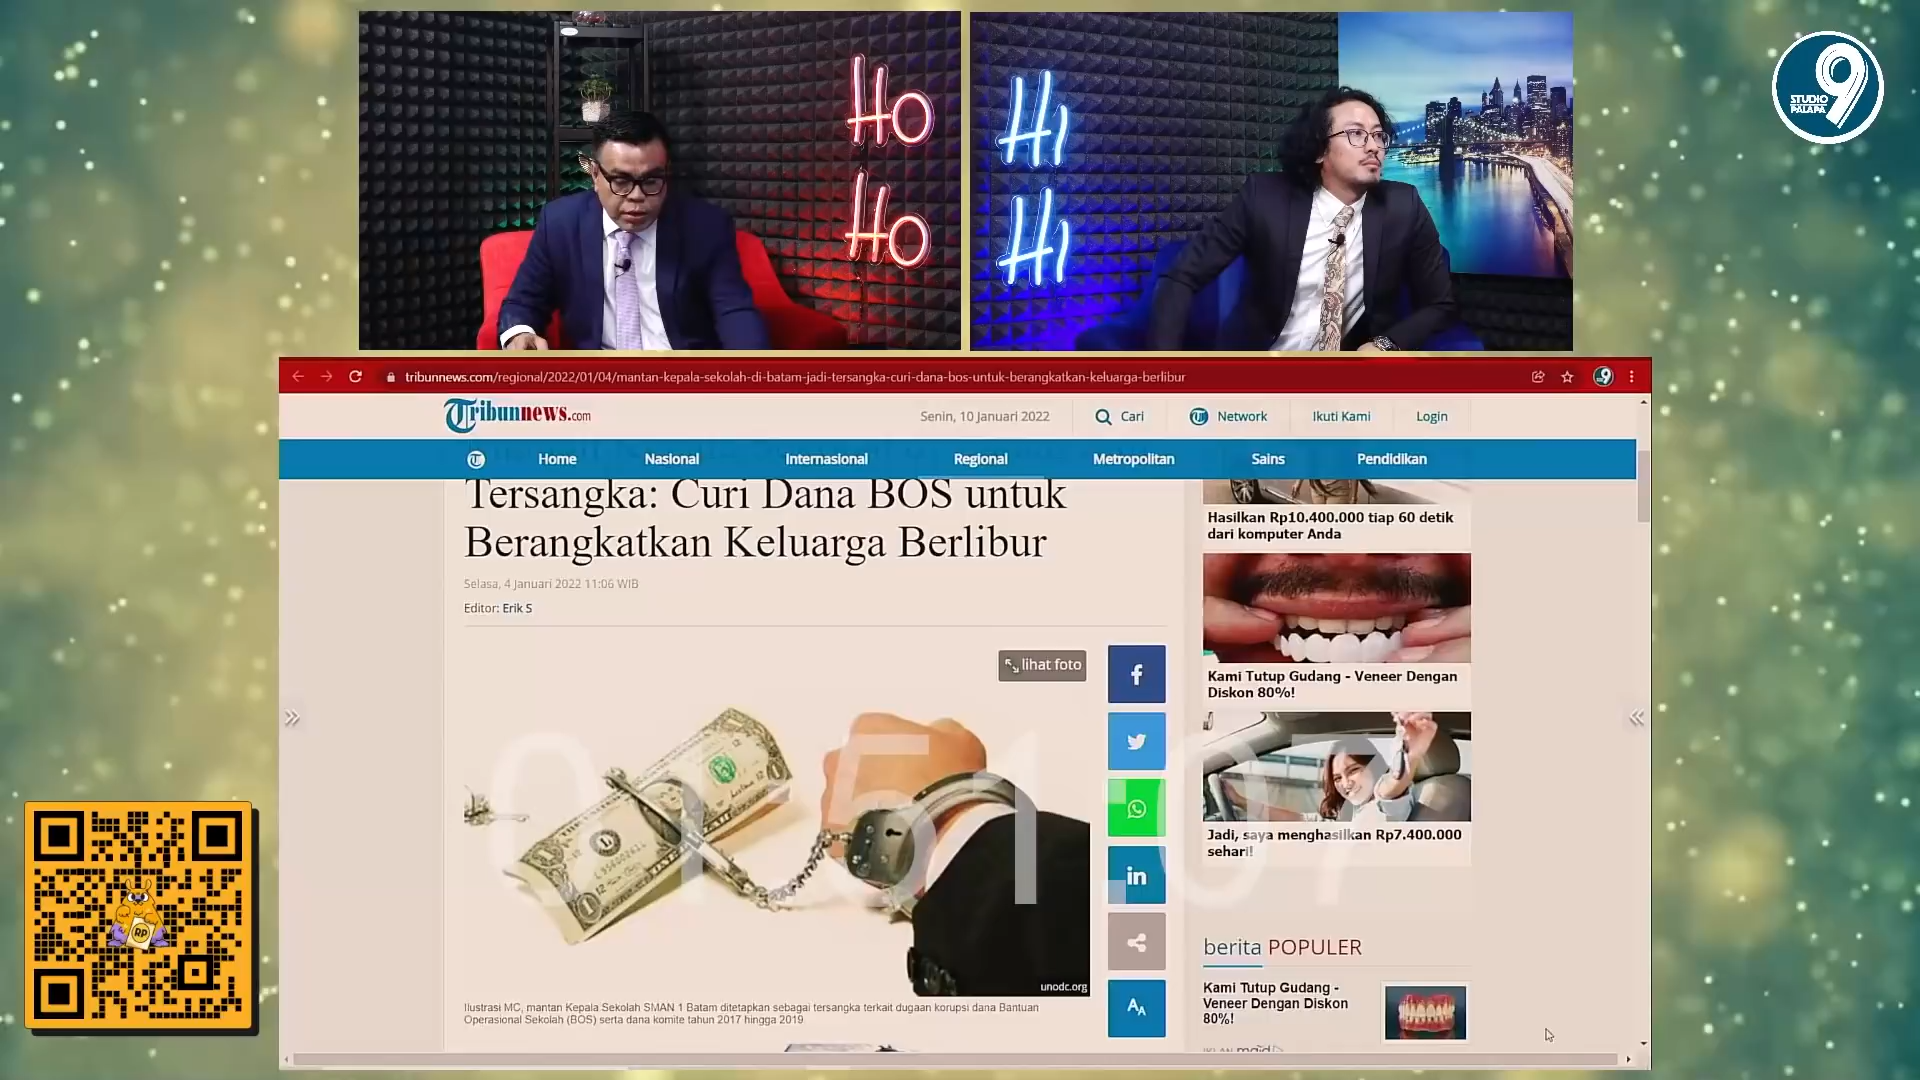 HO
HO
HI
HI
STUDIO
PALAPA
9
tribunnews.com/regional/2022/01/04/mantan-kepala-sekolah-di-batam-jadi-tersangka-curi-dana-bos-untuk-berangkatkan-keluarga-berlibur
Tribunnews.com
Senin, 10 Januari 2022
Cari
Network
Ikuti Kami
Login
Home
Nasional
Internasional
Regional
Metropolitan
Sains
Pendidikan
Tersangka: Curi Dana BOS untuk
Berangkatkan Keluarga Berlibur
Selasa, 4 Januari 2022 11:06 WIB
Editor: Erik S
lihat foto
unodc.org
Ilustrasi MC, mantan Kepala Sekolah SMAN 1 Batam ditetapkan sebagai tersangka terkait dugaan korupsi dana Bantuan
Operasional Sekolah (BOS) serta dana komite tahun 2017 hingga 2019
Hasilkan Rp10.400.000 tiap 60 detik
dari komputer Anda
Kami Tutup Gudang - Veneer Dengan
Diskon 80%!
Jadi, saya menghasilkan Rp7.400.000
sehari!
berita POPULER
Kami Tutup Gudang -
Veneer Dengan Diskon
80%!
RP